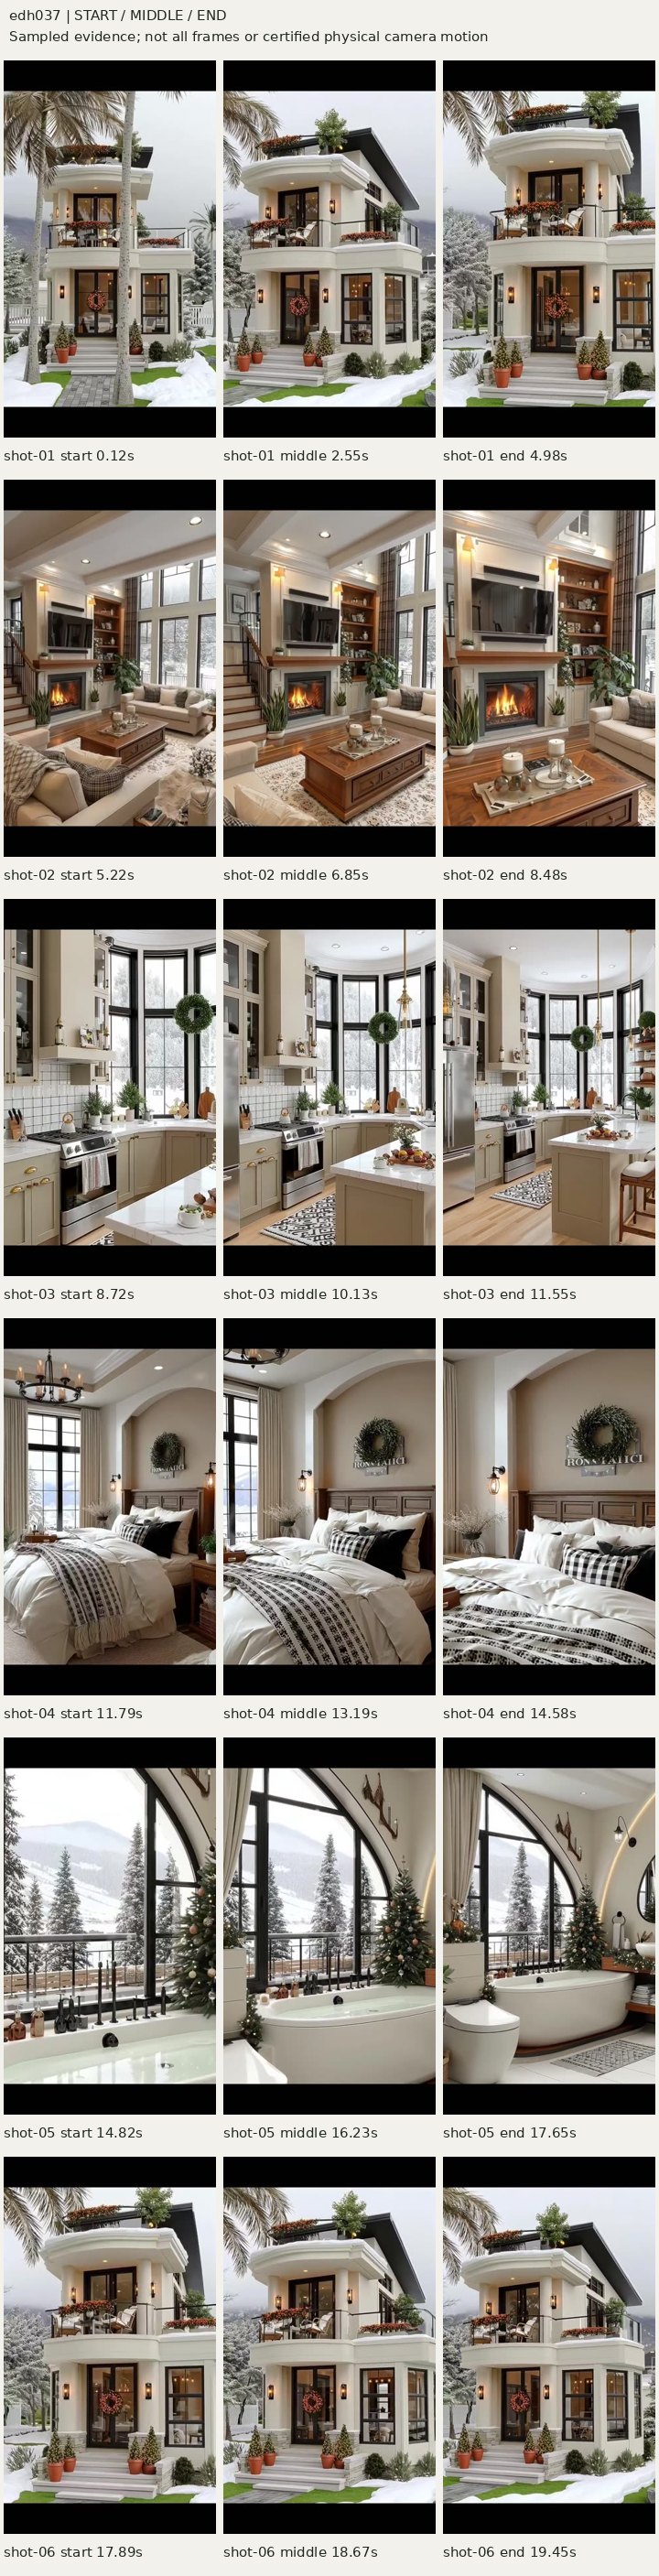 edh037 | START / MIDDLE / END
Sampled evidence; not all frames or certified physical camera motion
shot-01 start 0.12s
shot-01 middle 2.55s
shot-01 end 4.98s
shot-02 start 5.22s
shot-02 middle 6.85s
shot-02 end 8.48s
shot-03 start 8.72s
shot-03 middle 10.13s
shot-03 end 11.55s
shot-04 start 11.79s
shot-04 middle 13.19s
shot-04 end 14.58s
shot-05 start 14.82s
shot-05 middle 16.23s
shot-05 end 17.65s
shot-06 start 17.89s
shot-06 middle 18.67s
shot-06 end 19.45s